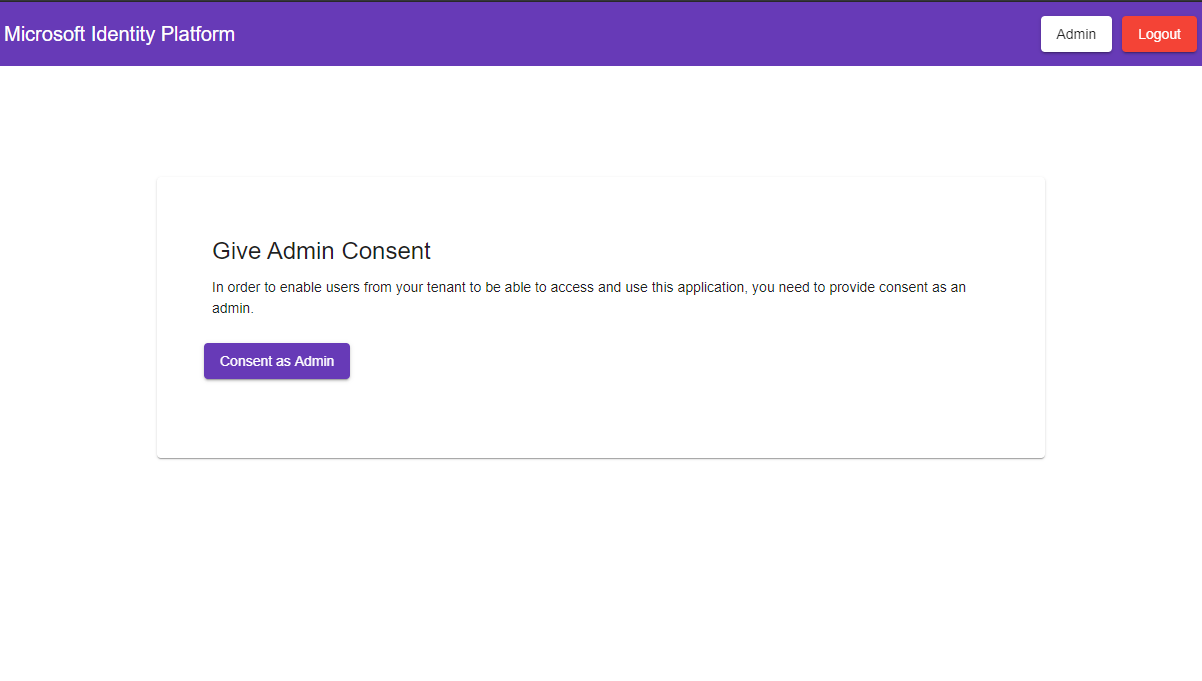 Microsoft Identity Platform
Admin
Logout
Give Admin Consent
In order to enable users from your tenant to be able to access and use this application, you need to provide consent as an
admin.
Consent as Admin